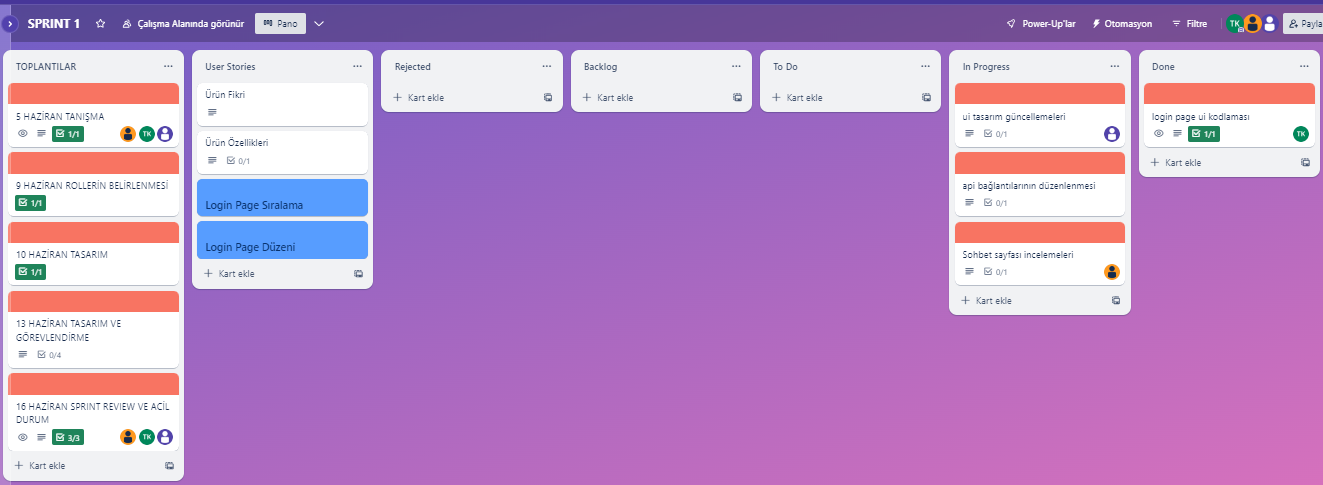 SPRINT 1
Çalışma Alanında görünür
Pano
Power-Up'lar
Otomasyon
Filtre
TK
Payla
TOPLANTILAR
5 HAZİRAN TANIŞMA
1/1
TK
9 HAZİRAN ROLLERİN BELİRLENMESİ
1/1
10 HAZİRAN TASARIM
1/1
13 HAZİRAN TASARIM VE
GÖREVLENDİRME
0/4
16 HAZİRAN SPRINT REVIEW VE ACİL
DURUM
3/3
TK
Kart ekle
User Stories
Ürün Fikri
Ürün Özellikleri
0/1
Login Page Sıralama
Login Page Düzeni
Kart ekle
Rejected
Kart ekle
Backlog
Kart ekle
To Do
Kart ekle
In Progress
ui tasarım güncellemeleri
0/1
api bağlantılarının düzenlenmesi
0/1
Sohbet sayfası incelemeleri
0/1
Kart ekle
Done
login page ui kodlaması
1/1
TK
Kart ekle